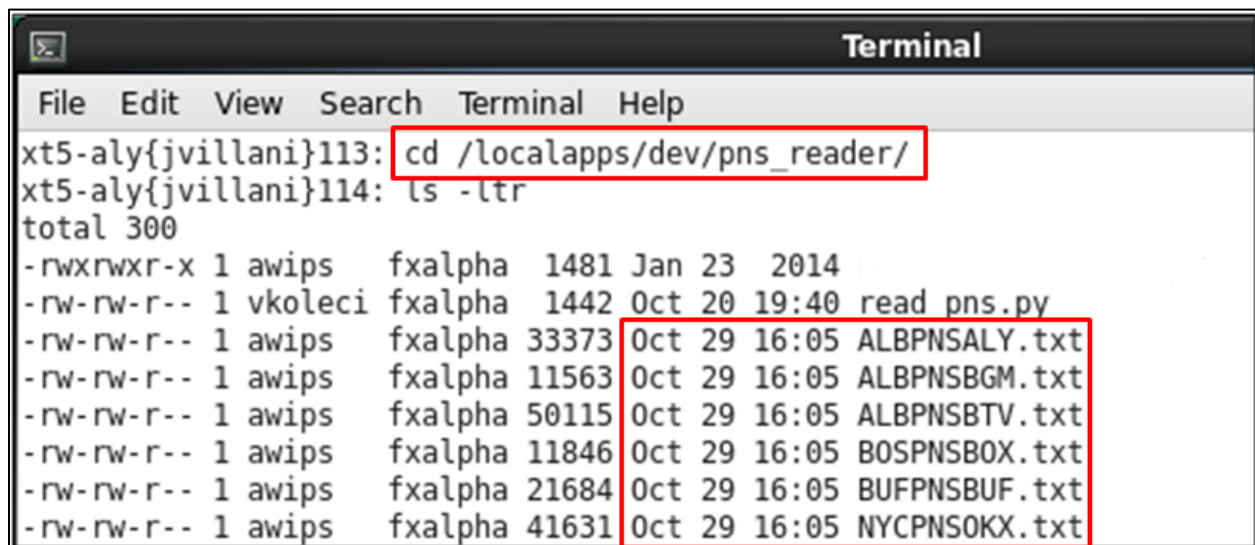 Terminal
File Edit View Search Terminal Help
xt5-aly{jvillani}113: cd /localapps/dev/pns_reader/
xt5-aly{jvillani}114: ls -ltr
total 300
-rwxrwxr-x 1 awips   fxalpha  1481 Jan 23  2014
-rw-rw-r-- 1 vkoleci fxalpha  1442 Oct 20 19:40 read_pns.py
-rw-rw-r-- 1 awips   fxalpha 33373 Oct 29 16:05 ALBPNSALY.txt
-rw-rw-r-- 1 awips   fxalpha 11563 Oct 29 16:05 ALBPNSBGM.txt
-rw-rw-r-- 1 awips   fxalpha 50115 Oct 29 16:05 ALBPNSBTV.txt
-rw-rw-r-- 1 awips   fxalpha 11846 Oct 29 16:05 BOSPNSBOX.txt
-rw-rw-r-- 1 awips   fxalpha 21684 Oct 29 16:05 BUFPNSBUF.txt
-rw-rw-r-- 1 awips   fxalpha 41631 Oct 29 16:05 NYCPNSOKX.txt